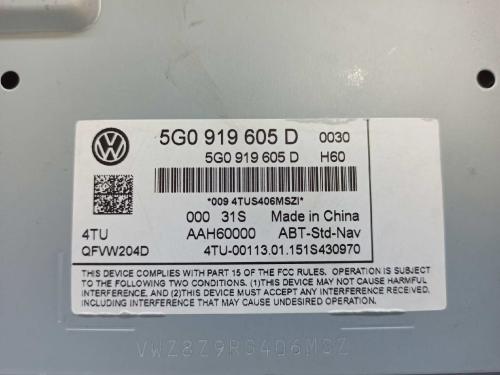 5G0 919 605 D 0030
5G0 919 605 D H60
*009 4TUS406MSZI*
000 31S Made in China
4TU AAH60000 ABT-Std-Nav
QFVW204D 4TU-00113.01.151S430970
THIS DEVICE COMPLIES WITH PART 15 OF THE FCC RULES. OPERATION IS SUBJECT
TO THE FOLLOWING TWO CONDITIONS. (1)THIS DEVICE MAY NOT CAUSE
HARMFUL INTERFERENCE, AND (2)THIS DEVICE MUST ACCEPT ANY
INTERFERENCE RECEIVED, INCLUDING INTERFERENCE THAT MAY CAUSE
UNDESIRED OPERATION.